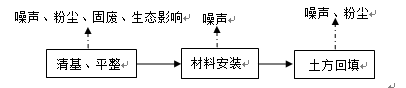 噪声、粉尘、固废、生态影响
噪声
噪声、粉尘
清基、平整
材料安装
土方回填